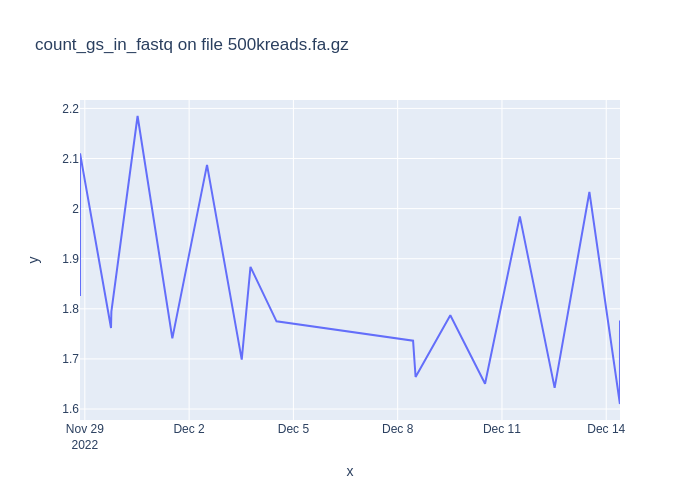 count_gs_in_fastq on file 500kreads.fa.gz
2.2
2.1
2
1.9
1.8
1.7
1.6
y
Nov 29
2022
Dec 2
Dec 5
Dec 8
Dec 11
Dec 14
x